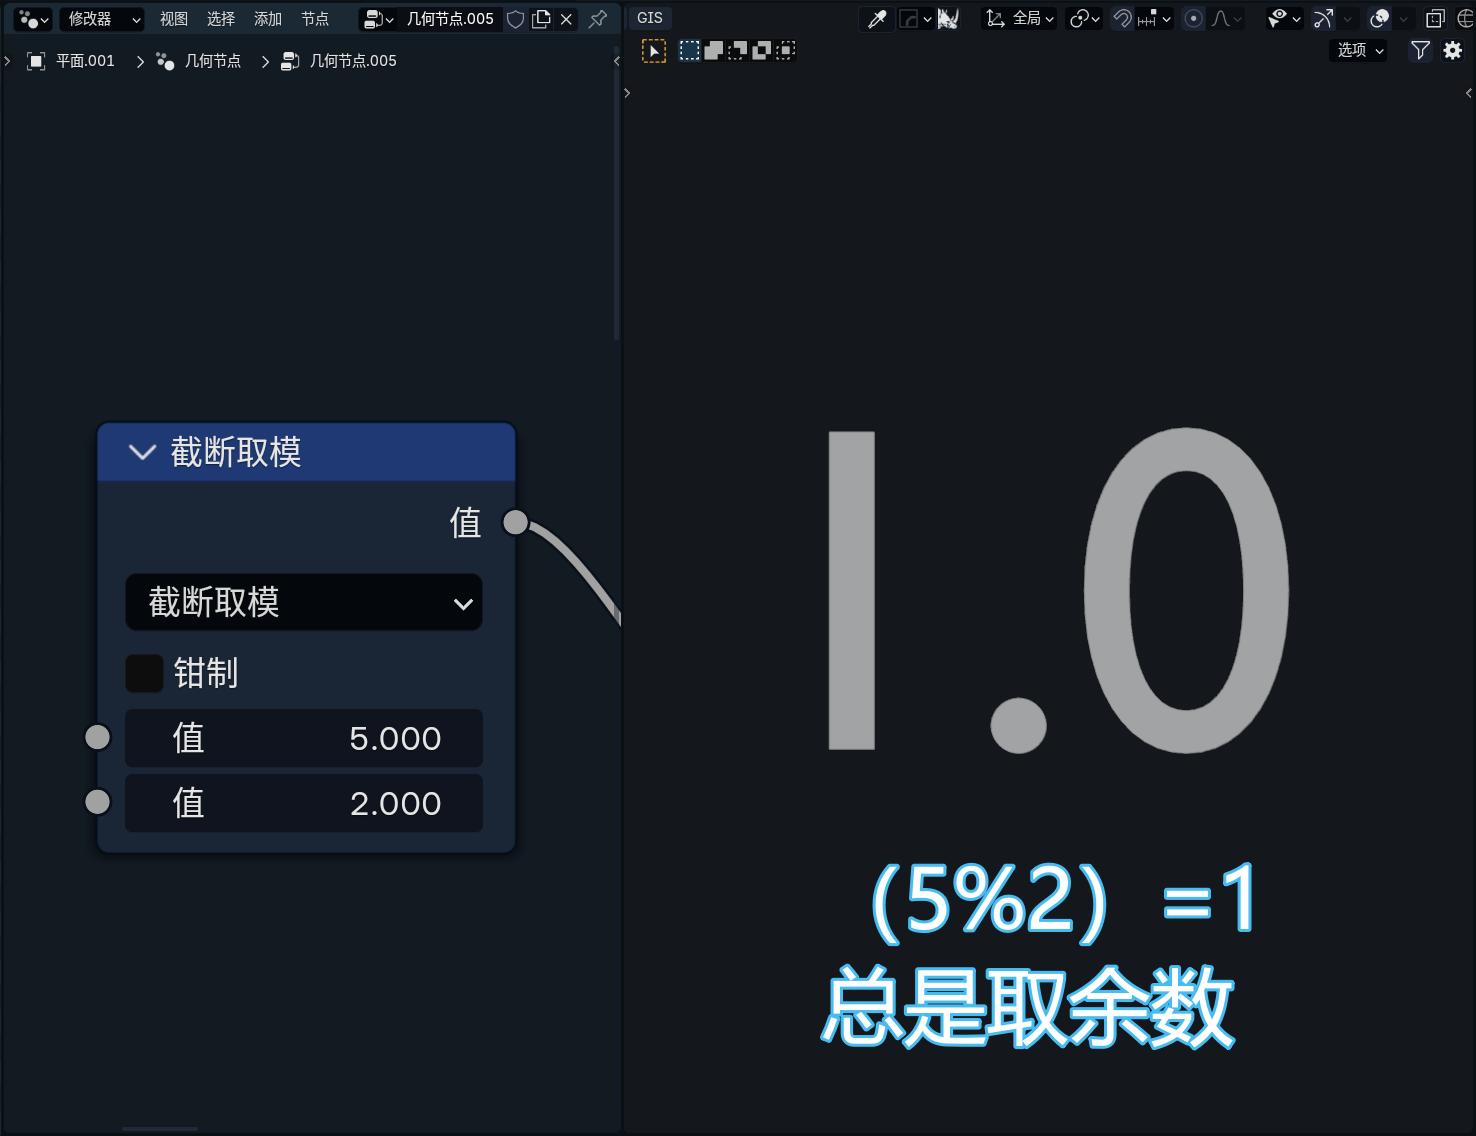 修改器 视图 选择 添加 节点 几何节点.005
平面.001 几何节点 几何节点.005
截断取模
值
截断取模
钳制
值 5.000
值 2.000
GIS 全局
选项
1.0
(5%2) =1
总是取余数